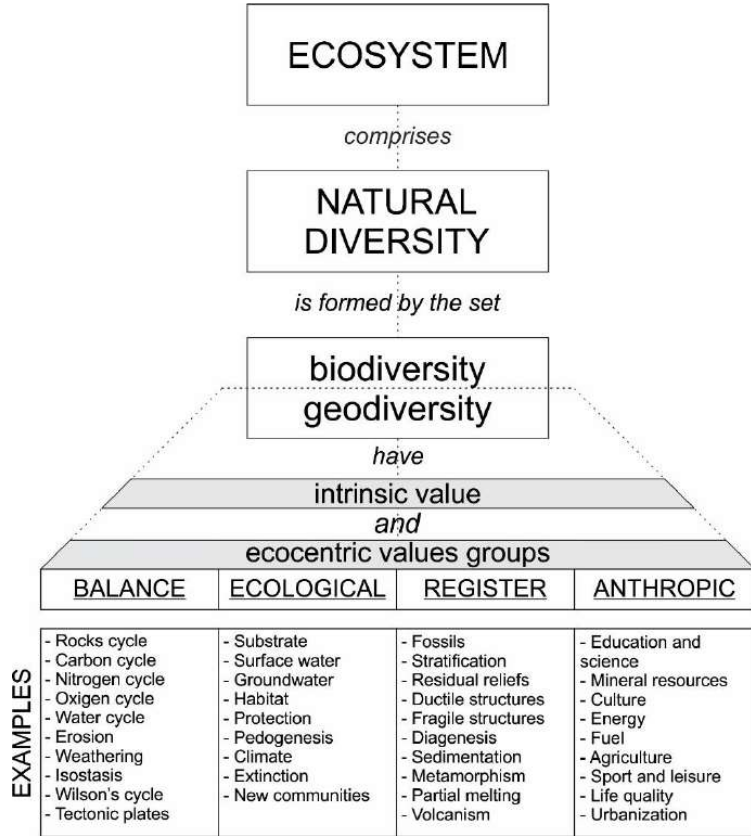 ECOSYSTEM
comprises
NATURAL
DIVERSITY
is formed by the set
biodiversity
geodiversity
have
intrinsic value
and
ecocentric values groups
BALANCE
ECOLOGICAL
REGISTER
ANTHROPIC
EXAMPLES
- Rocks cycle
- Carbon cycle
- Nitrogen cycle
- Oxigen cycle
- Water cycle
- Erosion
- Weathering
- Isostasis
- Wilson's cycle
- Tectonic plates
- Substrate
- Surface water
- Groundwater
- Habitat
- Protection
- Pedogenesis
- Climate
- Extinction
- New communities
- Fossils
- Stratification
- Residual reliefs
- Ductile structures
- Fragile structures
- Diagenesis
- Sedimentation
- Metamorphism
- Partial melting
- Volcanism
- Education and
science
- Mineral resources
- Culture
- Energy
- Fuel
- Agriculture
- Sport and leisure
- Life quality
- Urbanization